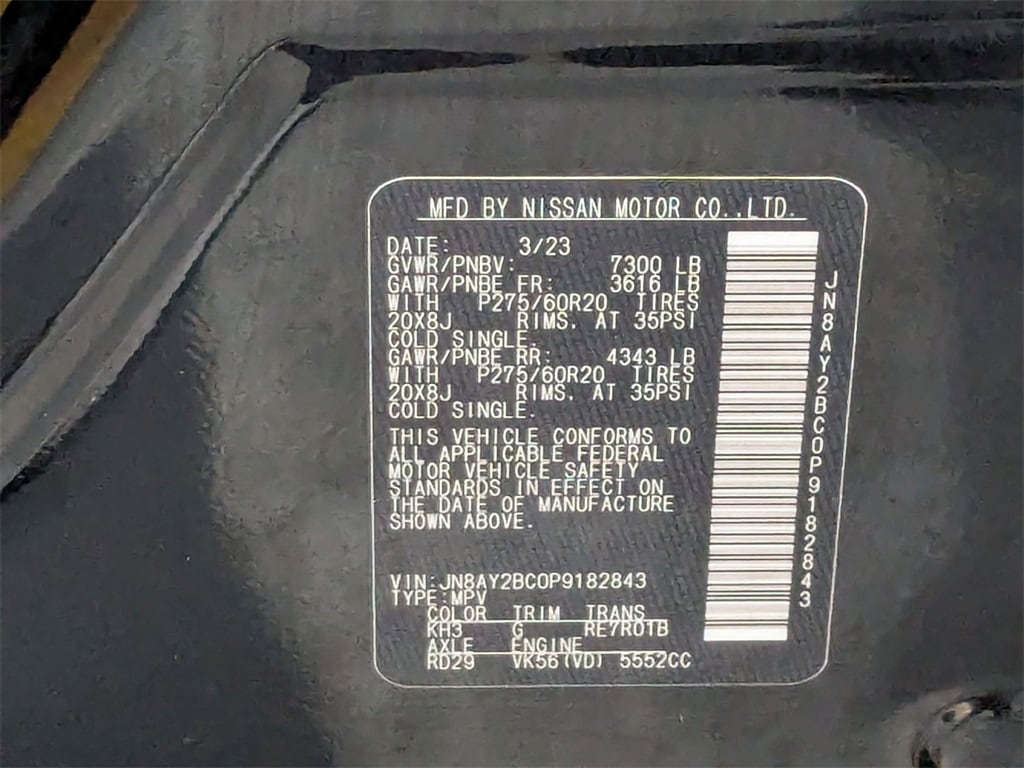 MFD BY NISSAN MOTOR CO.,LTD.
DATE: 3/23
GVWR/PNBV: 7300 LB
GAWR/PNBE FR: 3616 LB
WITH P275/60R20 TIRES
20X8J RIMS. AT 35PSI
COLD SINGLE.
GAWR/PNBE RR: 4343 LB
WITH P275/60R20 TIRES
20X8J RIMS. AT 35PSI
COLD SINGLE.
THIS VEHICLE CONFORMS TO
ALL APPLICABLE FEDERAL
MOTOR VEHICLE SAFETY
STANDARDS IN EFFECT ON
THE DATE OF MANUFACTURE
SHOWN ABOVE.
VIN:JN8AY2BC0P9182843
TYPE:MPV
COLOR TRIM TRANS
KH3 G RE7R01B
AXLE ENGINE
RD29 VK56(VD) 5552CC
JN8AY2BC0P9182843